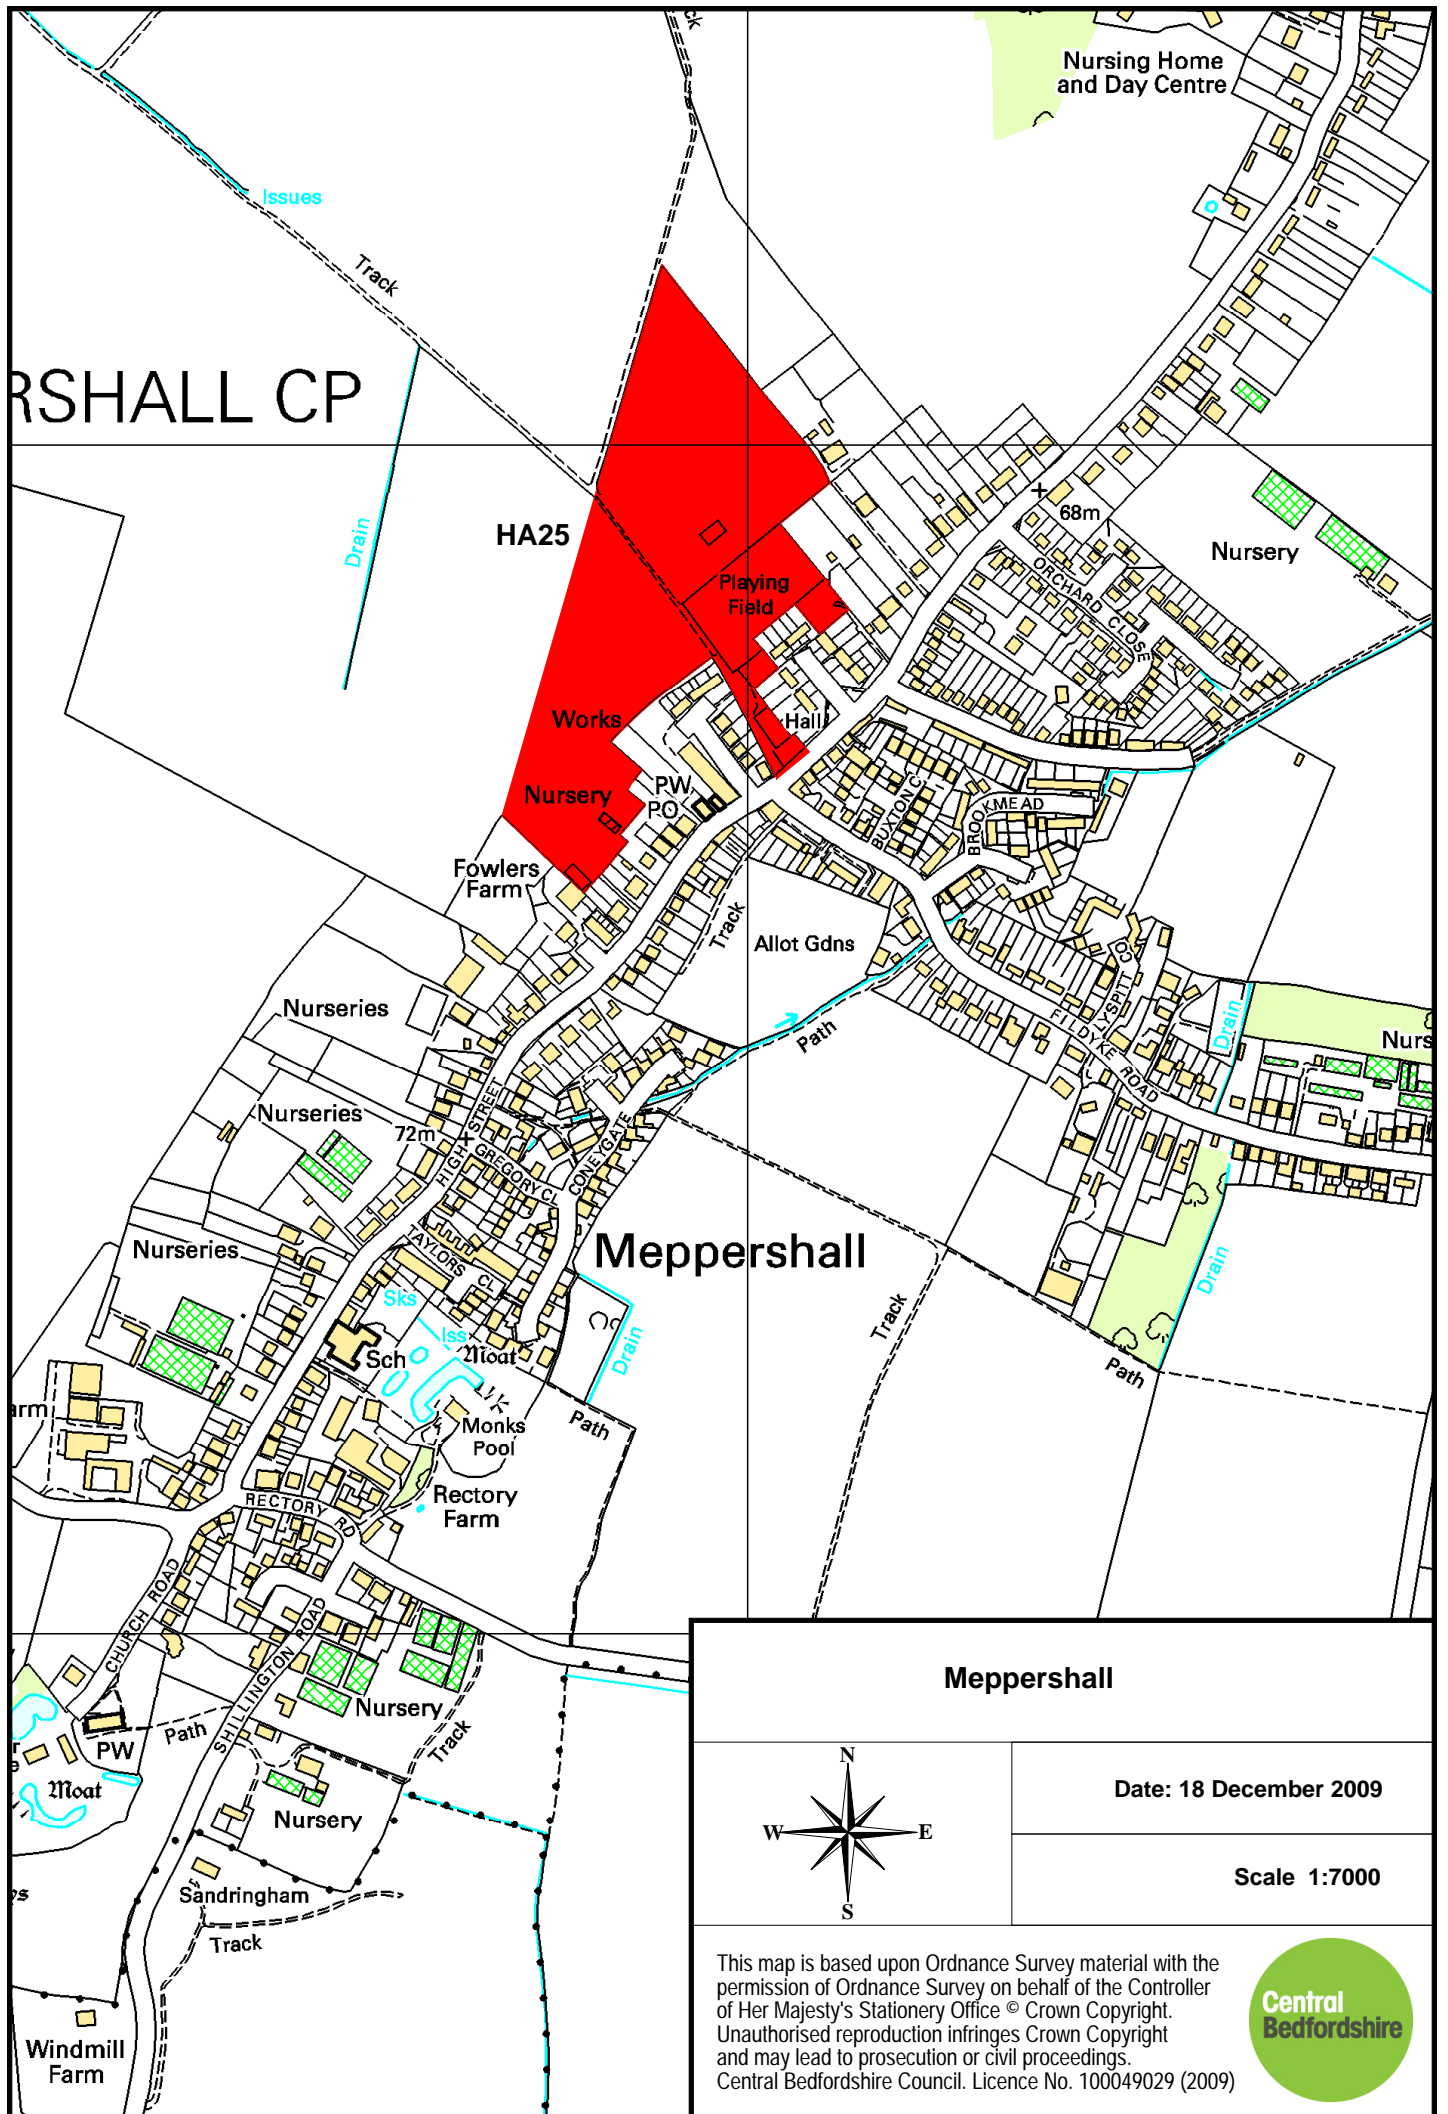 ck
Nursing Home
and Day Centre
Issues
Track
RSHALL CP
Drain
HA25
68m
Nursery
ORCHARD CLOSE
Playing
Field
Works
Hall
Nursery
PW
PO
BUXTON C
BROOKMEAD
Fowlers
Farm
Track
Allot Gdns
LYSPITT CO
Nurseries
FILDYKE ROAD
Drain
Path
Nurs
Nurseries
72m
HIGH STREET
GREGORY CL
CONEYGATE
Nurseries
TAYLORS CL
Meppershall
Sks
Iss
Drain
Track
Drain
Sch
Moat
Path
arm
Monks
Pool
Path
Rectory
Farm
RECTORY RD
CHURCH ROAD
SHILLINGTON ROAD
Nursery
Path
PW
Track
r
e
Moat
Nursery
Sandringham
Track
Windmill
Farm
Meppershall
N
W
E
S
Date: 18 December 2009
Scale 1:7000
This map is based upon Ordnance Survey material with the
permission of Ordnance Survey on behalf of the Controller
of Her Majesty's Stationery Office © Crown Copyright.
Unauthorised reproduction infringes Crown Copyright
and may lead to prosecution or civil proceedings.
Central Bedfordshire Council. Licence No. 100049029 (2009)
Central
Bedfordshire